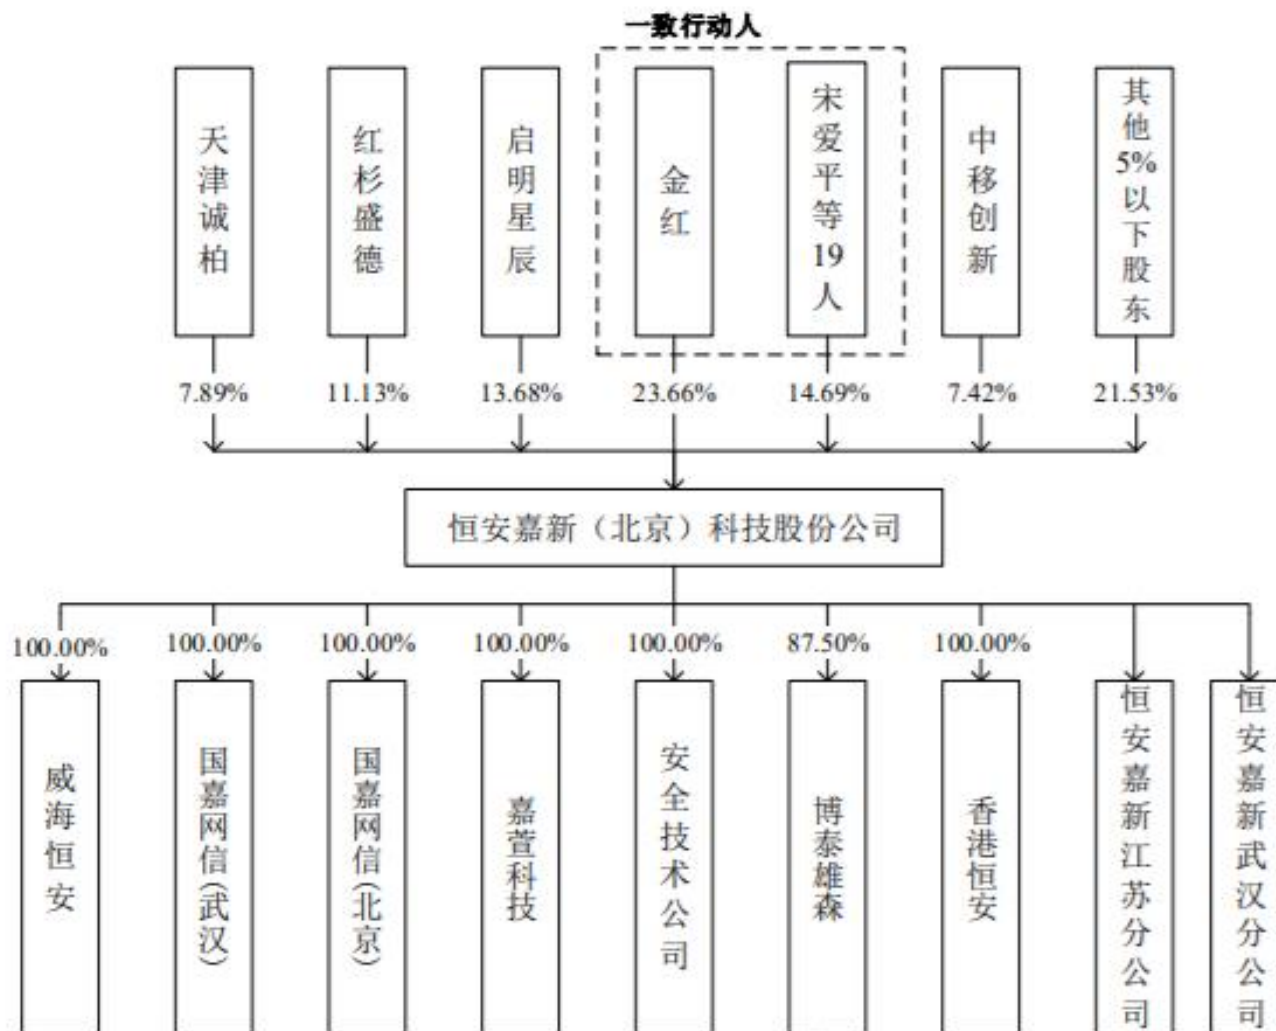 一致行动人
天津诚柏
红杉盛德
启明星辰
金红
宋爱平等19人
中移创新
其他5%以下股东
7.89%
11.13%
13.68%
23.66%
14.69%
7.42%
21.53%
恒安嘉新（北京）科技股份公司
100.00%
100.00%
100.00%
100.00%
100.00%
87.50%
100.00%
威海恒安
国嘉网信(武汉)
国嘉网信(北京)
嘉萱科技
安全技术公司
博泰雄森
香港恒安
恒安嘉新江苏分公司
恒安嘉新武汉分公司